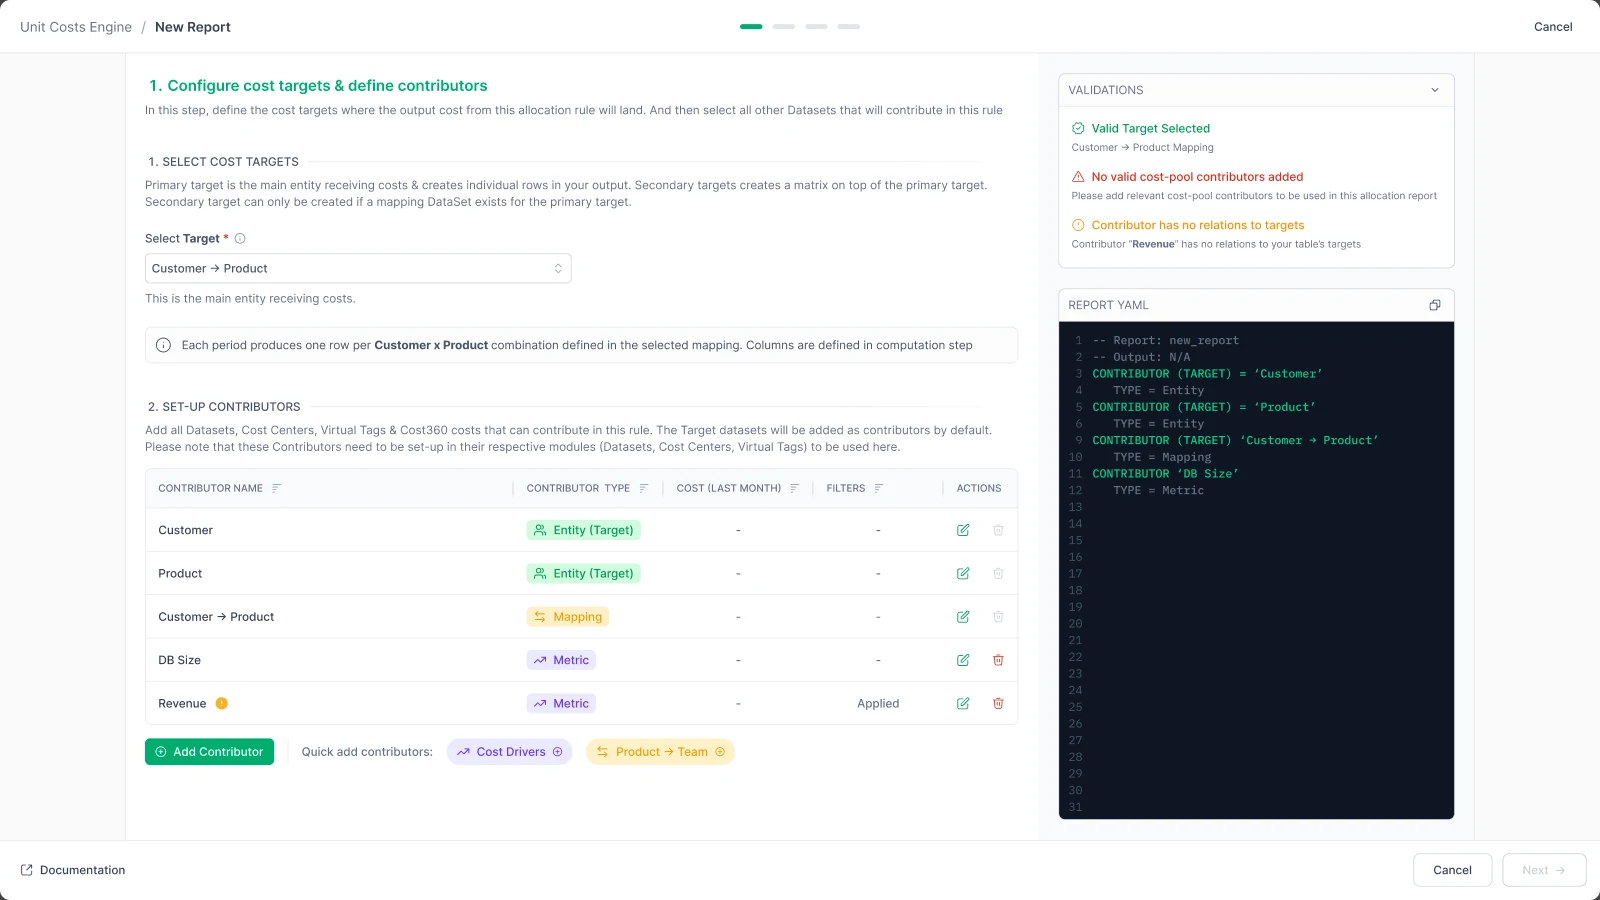 Unit Costs Engine / New Report
Cancel
1. Configure cost targets & define contributors
In this step, define the cost targets where the output cost from this allocation rule will land. And then select all other Datasets that will contribute in this rule
1. SELECT COST TARGETS
Primary target is the main entity receiving costs & creates individual rows in your output. Secondary targets creates a matrix on top of the primary target.
Secondary target can only be created if a mapping DataSet exists for the primary target.
Select Target *
Customer → Product
This is the main entity receiving costs.
Each period produces one row per Customer x Product combination defined in the selected mapping. Columns are defined in computation step
2. SET-UP CONTRIBUTORS
Add all Datasets, Cost Centers, Virtual Tags & Cost360 costs that can contribute in this rule. The Target datasets will be added as contributors by default.
Please note that these Contributors need to be set-up in their respective modules (Datasets, Cost Centers, Virtual Tags) to be used here.
CONTRIBUTOR NAME CONTRIBUTOR TYPE COST (LAST MONTH) FILTERS ACTIONS
Customer Entity (Target) - -
Product Entity (Target) - -
Customer → Product Mapping - -
DB Size Metric - -
Revenue Metric - Applied
Add Contributor Quick add contributors: Cost Drivers Product → Team
VALIDATIONS
Valid Target Selected
Customer → Product Mapping
No valid cost-pool contributors added
Please add relevant cost-pool contributors to be used in this allocation report
Contributor has no relations to targets
Contributor “Revenue” has no relations to your table’s targets
REPORT YAML
1 -- Report: new_report
2 -- Output: N/A
3 CONTRIBUTOR (TARGET) = ‘Customer’
4 TYPE = Entity
5 CONTRIBUTOR (TARGET) = ‘Product’
6 TYPE = Entity
9 CONTRIBUTOR (TARGET) ‘Customer → Product’
10 TYPE = Mapping
11 CONTRIBUTOR ‘DB Size’
12 TYPE = Metric
13
14
15
16
17
18
19
20
21
22
23
24
25
26
27
28
29
30
31
Documentation
Cancel
Next →